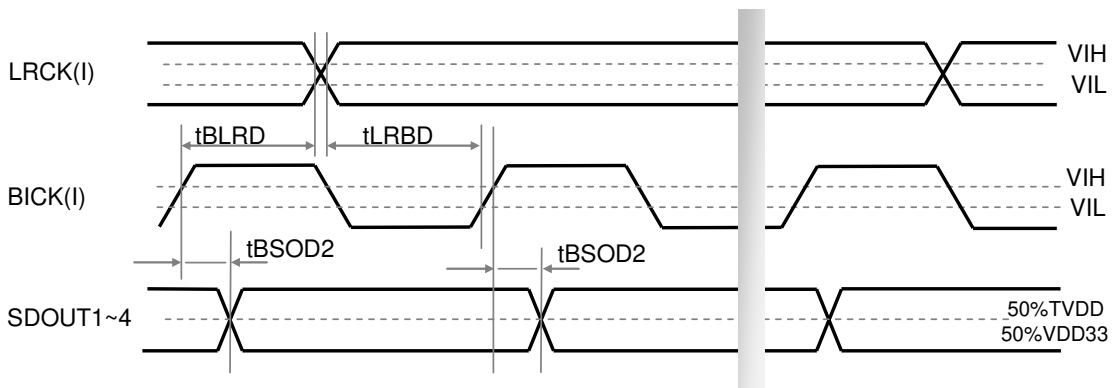 LRCK(I)
VIH
VIL
tBLRD
tLRBD
BICK(I)
VIH
VIL
tBSOD2
tBSOD2
SDOUT1~4
50%TVDD
50%VDD33